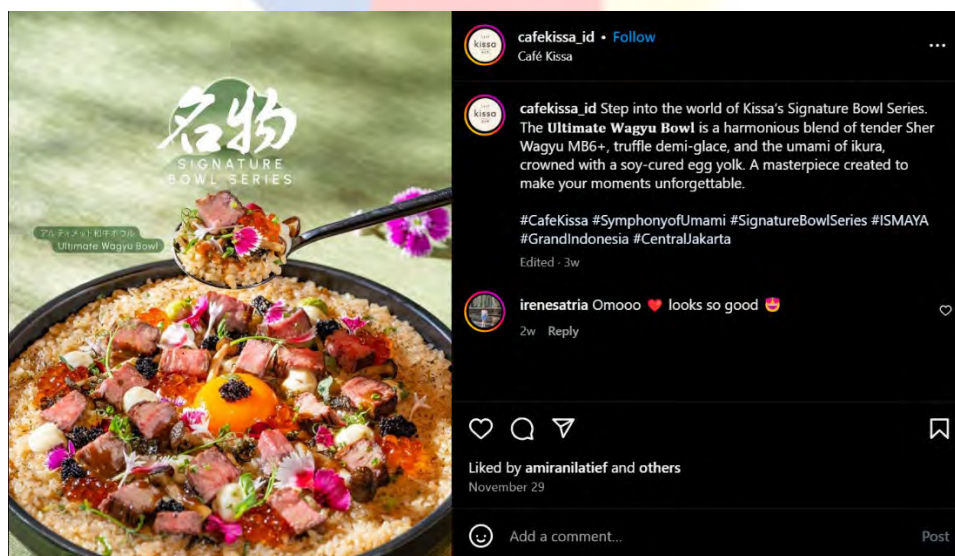 名物
SIGNATURE
BOWL SERIES
アルティメット和牛ボウル
Ultimate Wagyu Bowl
kissa
cafekissa_id • Follow
Café Kissa
kissa
cafekissa_id Step into the world of Kissa's Signature Bowl Series.
The Ultimate Wagyu Bowl is a harmonious blend of tender Sher
Wagyu MB6+, truffle demi-glace, and the umami of ikura,
crowned with a soy-cured egg yolk. A masterpiece created to
make your moments unforgettable.
#CafeKissa #SymphonyofUmami #SignatureBowlSeries #ISMAYA
#GrandIndonesia #CentralJakarta
Edited · 3w
irenesatria Omooo ❤️ looks so good 🤩
2w Reply
Liked by amiranilatief and others
November 29
Add a comment...
Post